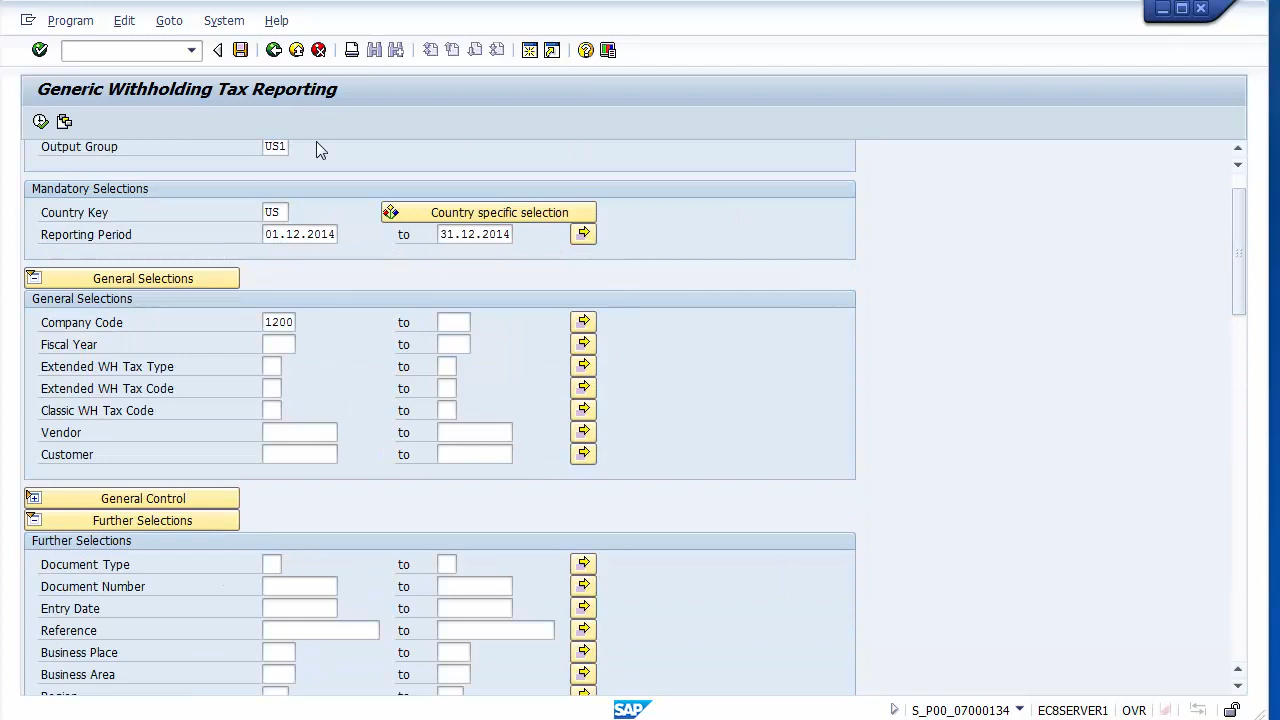 Program Edit Goto System Help
Generic Withholding Tax Reporting
Output Group US1
Mandatory Selections
Country Key US Country specific selection
Reporting Period 01.12.2014 to 31.12.2014
General Selections
General Selections
Company Code 1200 to
Fiscal Year to
Extended WH Tax Type to
Extended WH Tax Code to
Classic WH Tax Code to
Vendor to
Customer to
General Control
Further Selections
Further Selections
Document Type to
Document Number to
Entry Date to
Reference to
Business Place to
Business Area to
Region to
SAP S_P00_07000134 ECSERVER1 OVR